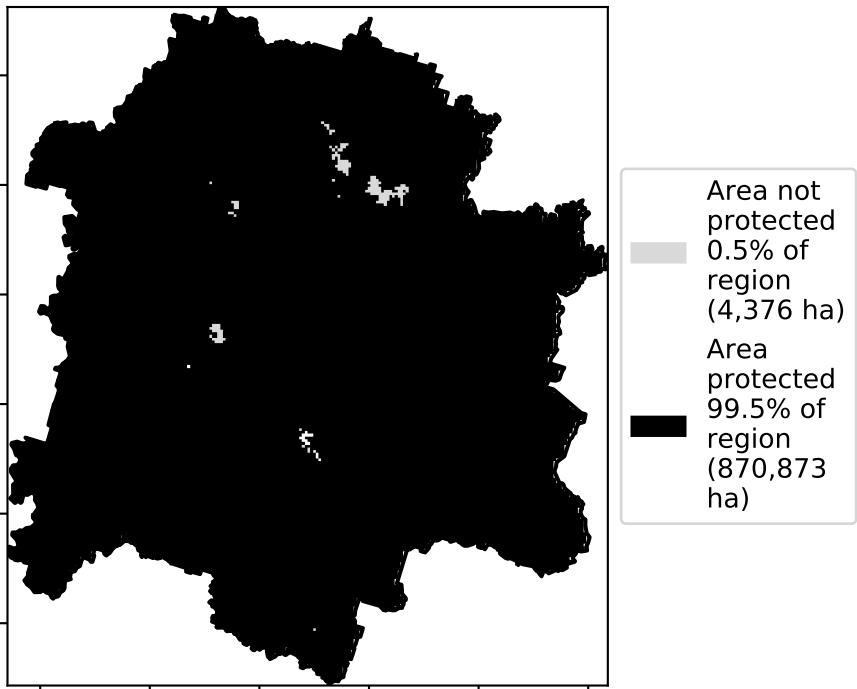 Area not
protected
0.5% of
region
(4,376 ha)
Area
protected
99.5% of
region
(870,873
ha)